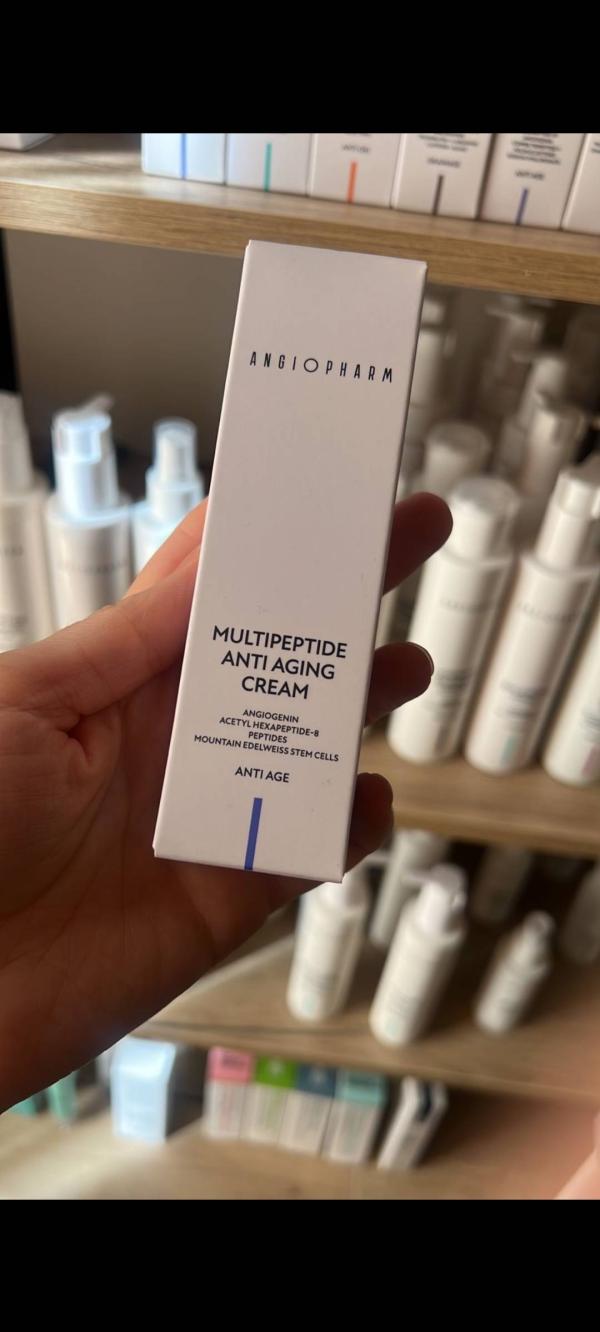 ANGIOPHARM
MULTIPEPTIDE
ANTI AGING
CREAM
ANGIOGENIN
ACETYL HEXAPEPTIDE-8
PEPTIDES
MOUNTAIN EDELWEISS STEM CELLS
ANTI AGE